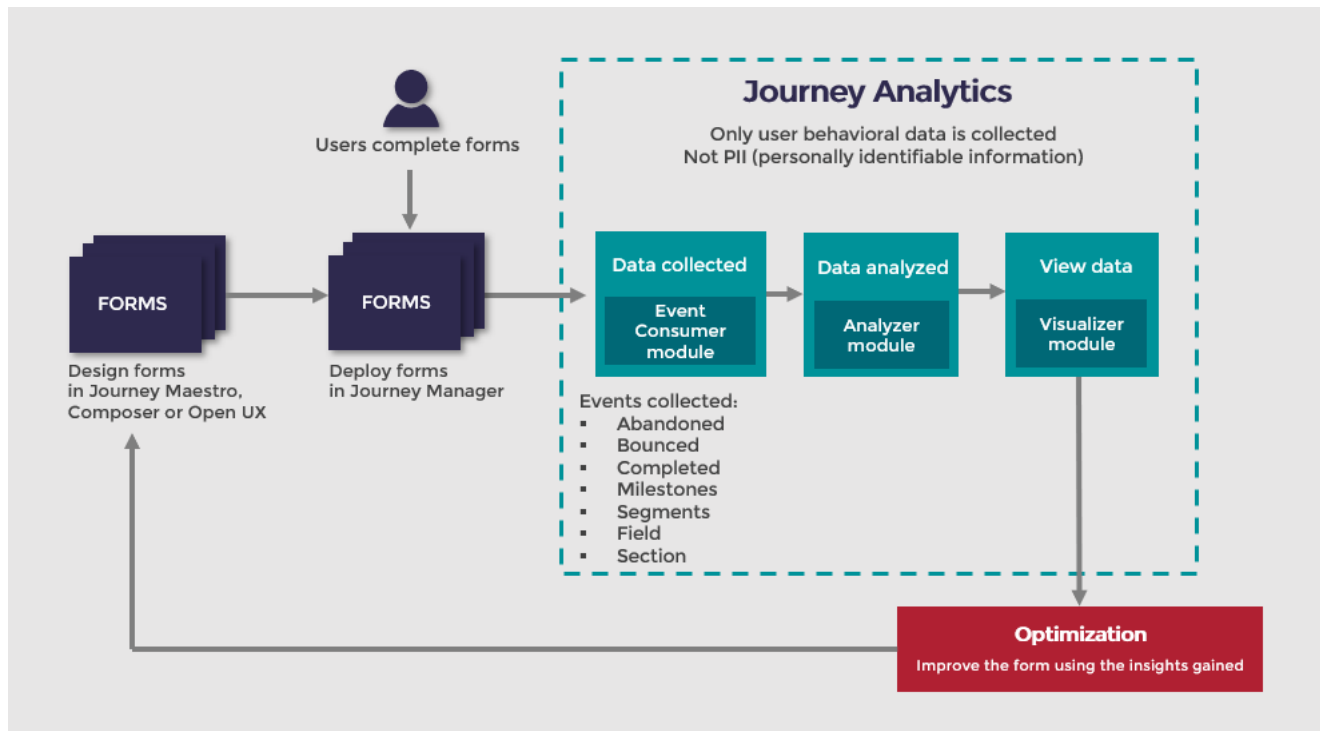 Journey Analytics
Only user behavioral data is collected
Not PII (personally identifiable information)
Users complete forms
FORMS
Design forms
in Journey Maestro,
Composer or Open UX
FORMS
Deploy forms
in Journey Manager
Data collected
Event
Consumer
module
Data analyzed
Analyzer
module
View data
Visualizer
module
Events collected:
▪ Abandoned
▪ Bounced
▪ Completed
▪ Milestones
▪ Segments
▪ Field
▪ Section
Optimization
Improve the form using the insights gained